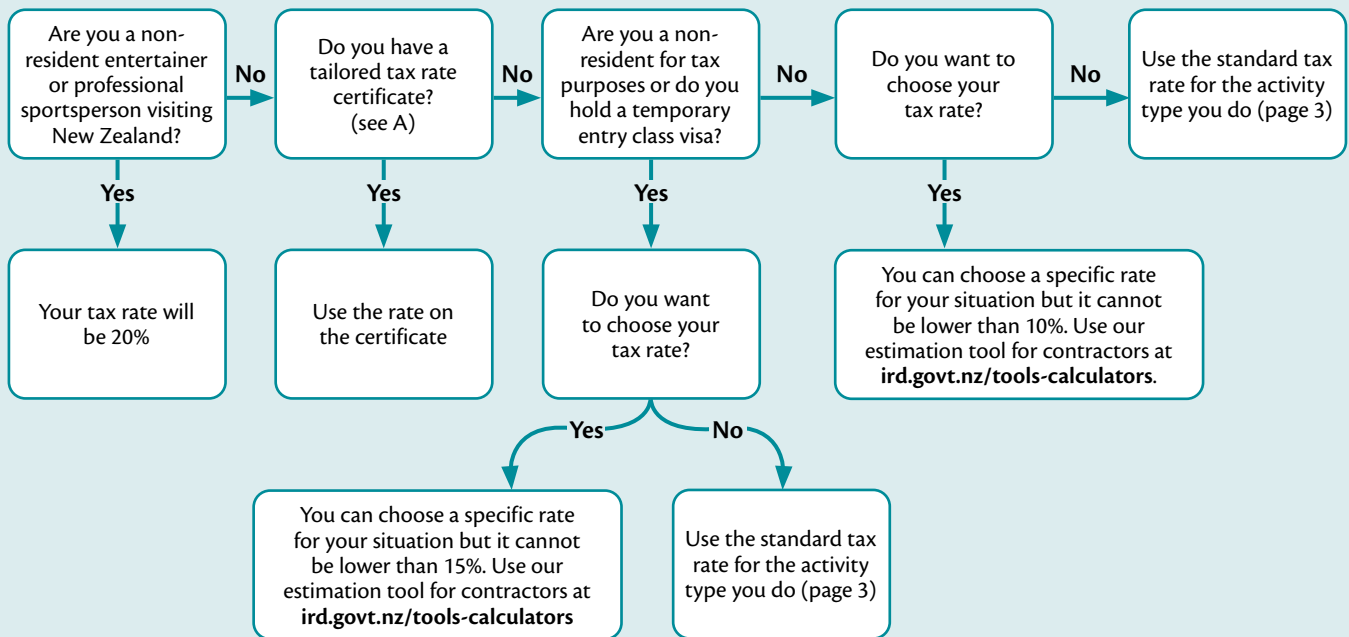 Are you a non-
resident entertainer
or professional
sportsperson visiting
New Zealand?
No
Do you have a
tailored tax rate
certificate?
(see A)
No
Are you a non-
resident for tax
purposes or do you
hold a temporary
entry class visa?
No
Do you want to
choose your
tax rate?
No
Use the standard tax
rate for the activity
type you do (page 3)
Yes
Yes
Yes
Yes
Your tax rate will
be 20%
Use the rate on
the certificate
Do you want
to choose your
tax rate?
You can choose a specific rate
for your situation but it cannot
be lower than 10%. Use our
estimation tool for contractors at
ird.govt.nz/tools-calculators.
Yes
No
You can choose a specific rate
for your situation but it cannot
be lower than 15%. Use our
estimation tool for contractors at
ird.govt.nz/tools-calculators
Use the standard tax
rate for the activity
type you do (page 3)